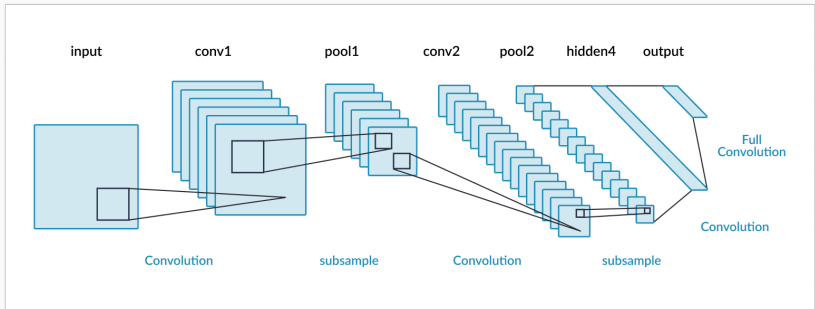 input conv1 pool1 conv2 pool2 hidden4 output
Full
Convolution
Convolution
Convolution subsample Convolution subsample